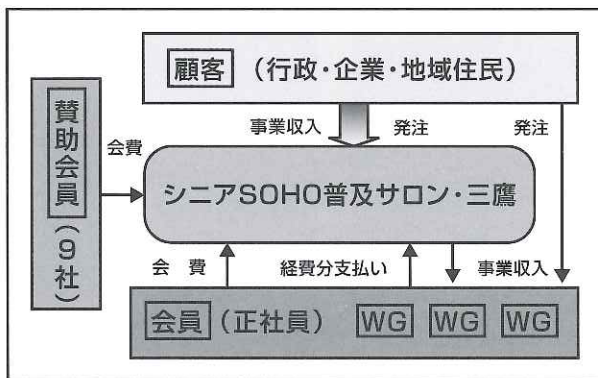 顧客 (行政・企業・地域住民)
賛助会員(9社)
会費
事業収入
発注
発注
シニアSOHO普及サロン・三鷹
会 費
経費分支払い
事業収入
会員 (正社員) WG WG WG